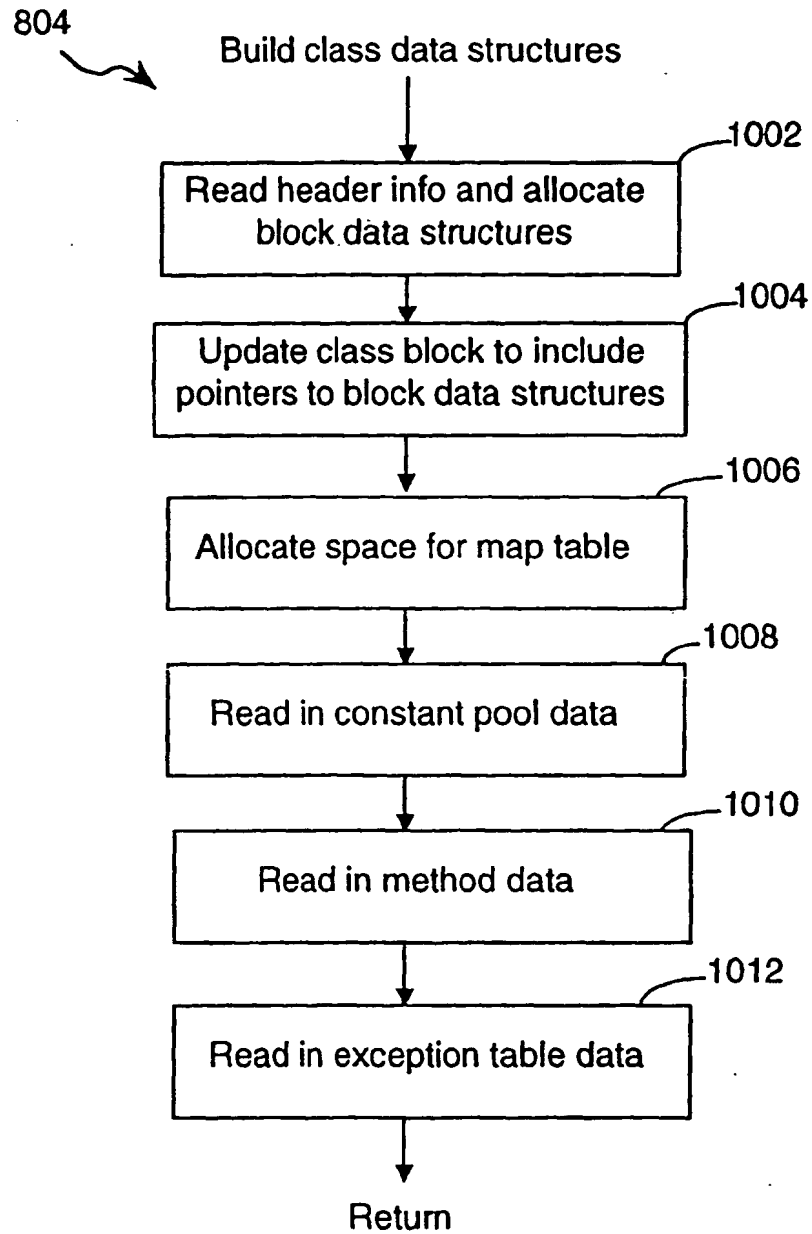 804
Build class data structures
1002
Read header info and allocate
block data structures
1004
Update class block to include
pointers to block data structures
1006
Allocate space for map table
1008
Read in constant pool data
1010
Read in method data
1012
Read in exception table data
Return